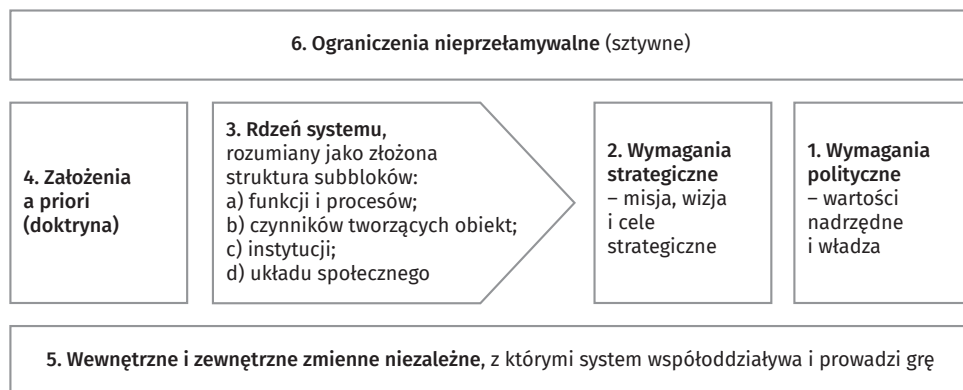 6. Ograniczenia nieprzełamywalne (sztywne)
4. Założenia
a priori
(doktryna)
3. Rdzeń systemu,
rozumiany jako złożona
struktura subbloków:
a) funkcji i procesów;
b) czynników tworzących obiekt;
c) instytucji;
d) układu społecznego
2. Wymagania
strategiczne
– misja, wizja
i cele
strategiczne
1. Wymagania
polityczne
– wartości
nadrzędne
i władza
5. Wewnętrzne i zewnętrzne zmienne niezależne, z którymi system współoddziaływa i prowadzi grę